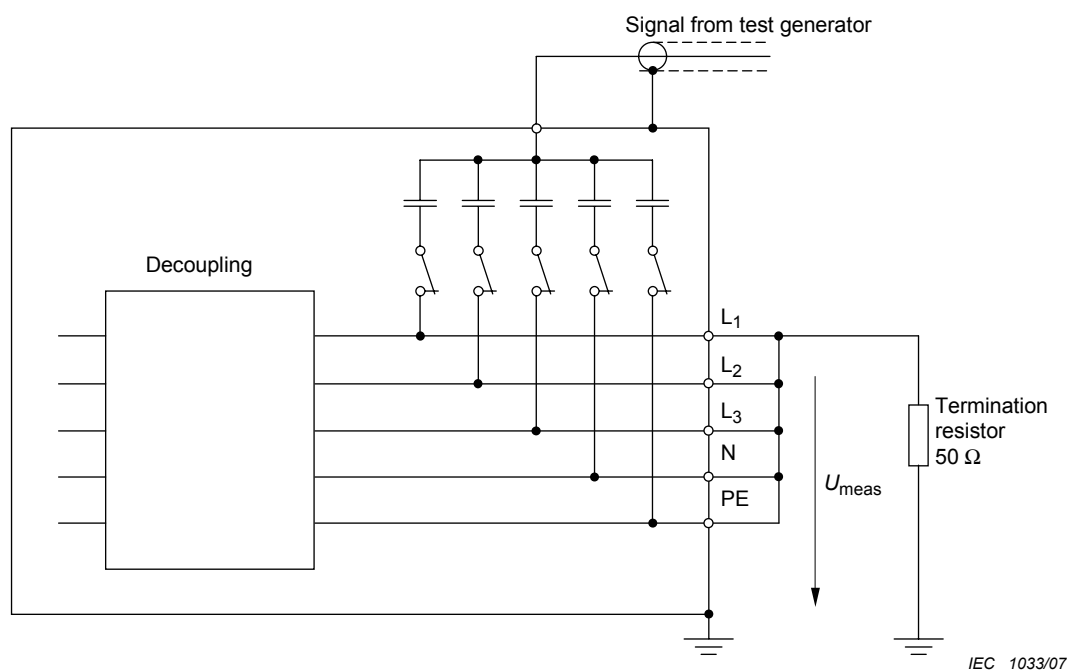 Signal from test generator
Decoupling
L1
L2
L3
N
PE
Umeas
Termination
resistor
50 Ω
IEC 1033/07